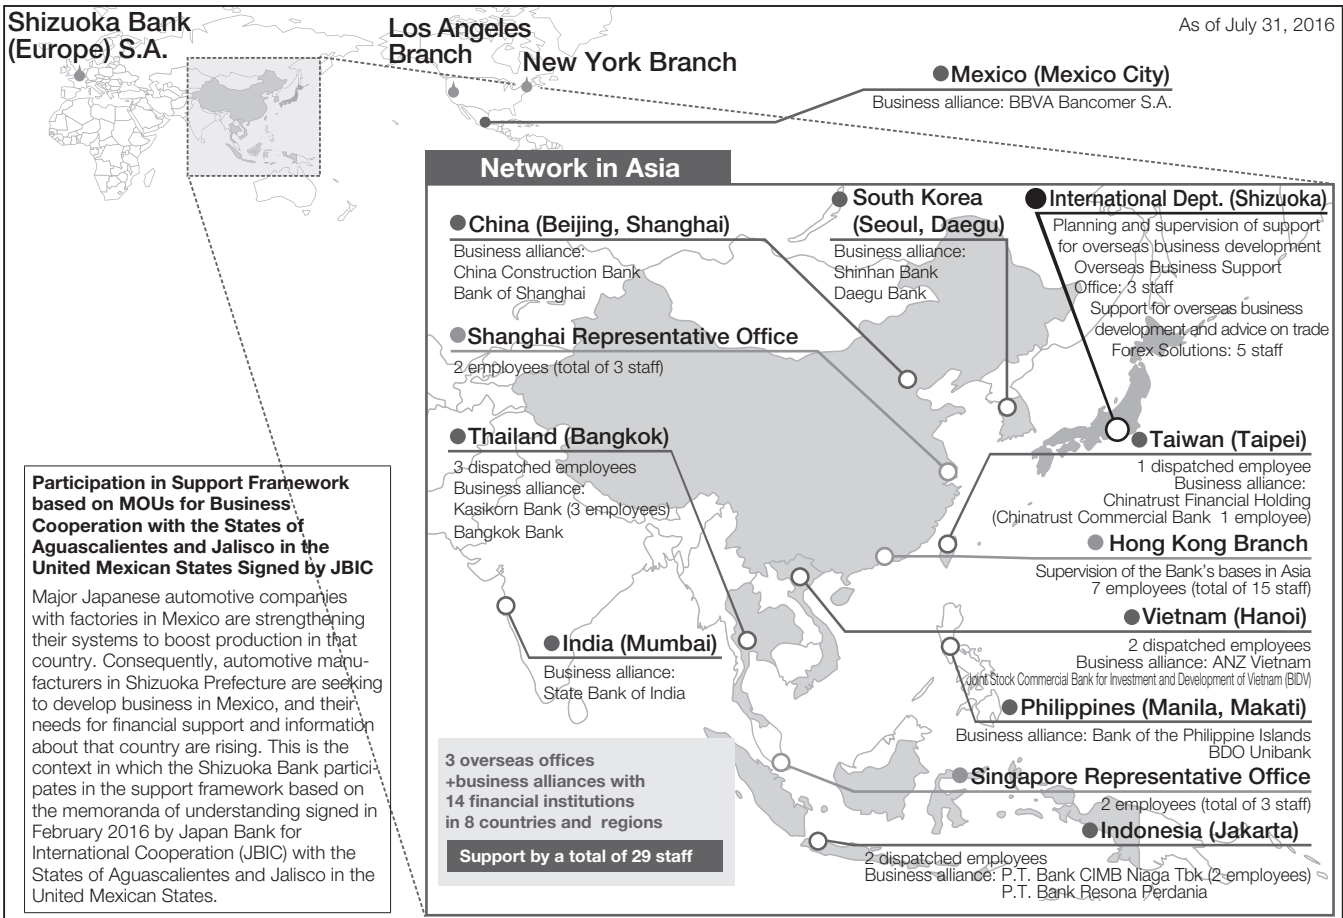 Shizuoka Bank
(Europe) S.A.
Los Angeles
Branch
New York Branch
As of July 31, 2016
Mexico (Mexico City)
Business alliance: BBVA Bancomer S.A.
Network in Asia
China (Beijing, Shanghai)
Business alliance:
China Construction Bank
Bank of Shanghai
South Korea
(Seoul, Daegu)
Business alliance:
Shinhan Bank
Daegu Bank
International Dept. (Shizuoka)
Planning and supervision of support
for overseas business development
Overseas Business Support
Office: 3 staff
Support for overseas business
development and advice on trade
Forex Solutions: 5 staff
Shanghai Representative Office
2 employees (total of 3 staff)
Thailand (Bangkok)
3 dispatched employees
Business alliance:
Kasikorn Bank (3 employees)
Bangkok Bank
Taiwan (Taipei)
1 dispatched employee
Business alliance:
Chinatrust Financial Holding
(Chinatrust Commercial Bank 1 employee)
Hong Kong Branch
Supervision of the Bank's bases in Asia
7 employees (total of 15 staff)
Vietnam (Hanoi)
2 dispatched employees
Business alliance: ANZ Vietnam
Joint Stock Commercial Bank for Investment and Development of Vietnam (BIDV)
India (Mumbai)
Business alliance:
State Bank of India
Philippines (Manila, Makati)
Business alliance: Bank of the Philippine Islands
BDO Unibank
Singapore Representative Office
2 employees (total of 3 staff)
Indonesia (Jakarta)
2 dispatched employees
Business alliance: P.T. Bank CIMB Niaga Tbk (2 employees)
P.T. Bank Resona Perdania
3 overseas offices
+business alliances with
14 financial institutions
in 8 countries and regions
Support by a total of 29 staff
Participation in Support Framework
based on MOUs for Business
Cooperation with the States of
Aguascalientes and Jalisco in the
United Mexican States Signed by JBIC
Major Japanese automotive companies
with factories in Mexico are strengthening
their systems to boost production in that
country. Consequently, automotive manu-
facturers in Shizuoka Prefecture are seeking
to develop business in Mexico, and their
needs for financial support and information
about that country are rising. This is the
context in which the Shizuoka Bank partici-
pates in the support framework based on
the memoranda of understanding signed in
February 2016 by Japan Bank for
International Cooperation (JBIC) with the
States of Aguascalientes and Jalisco in the
United Mexican States.